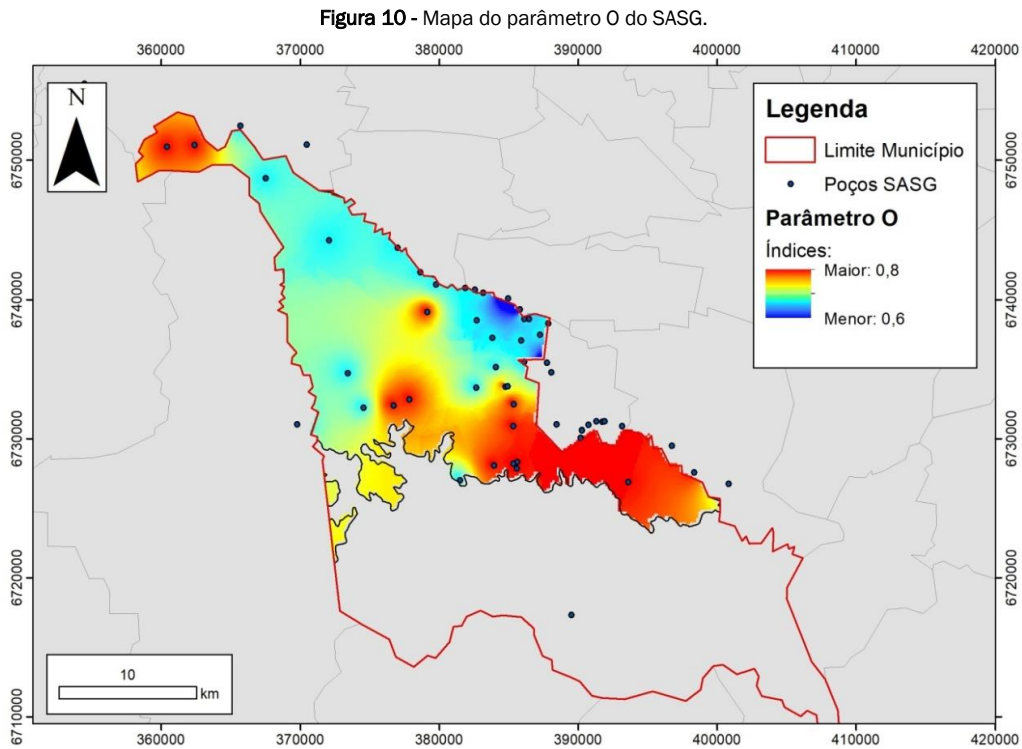 Figura 10 - Mapa do parâmetro O do SASG.
360000 370000 380000 390000 400000 410000 420000
N
Legenda
Limite Município
Poços SASG
Parâmetro O
Índices:
Maior: 0,8
Menor: 0,6
6750000 6750000
6740000 6740000
6730000 6730000
6720000 6720000
6710000 6710000
10
km
360000 370000 380000 390000 400000 410000 420000